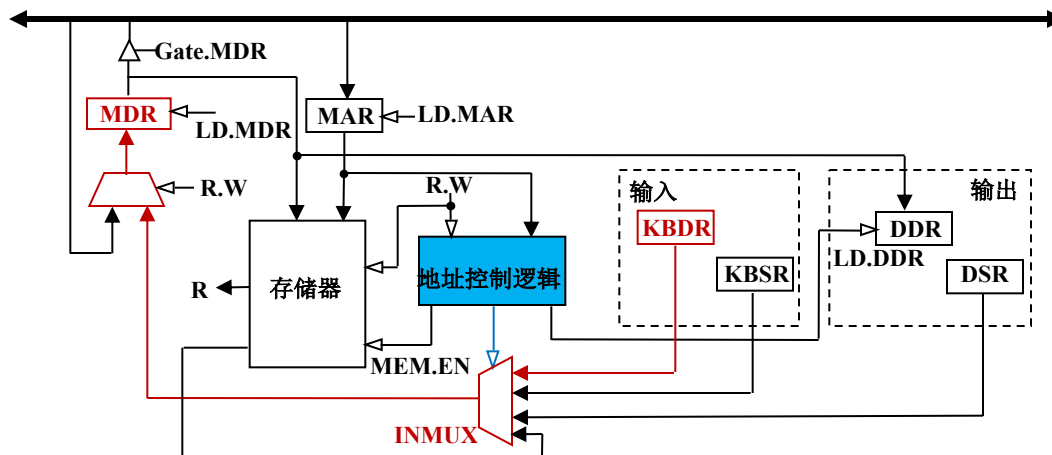 Gate.MDR
MDR
LD.MDR
MAR
LD.MAR
R.W
R.W
输入
输出
KBDR
KBSR
DDR
LD.DDR
DSR
地址控制逻辑
存储器
R
MEM.EN
INMUX